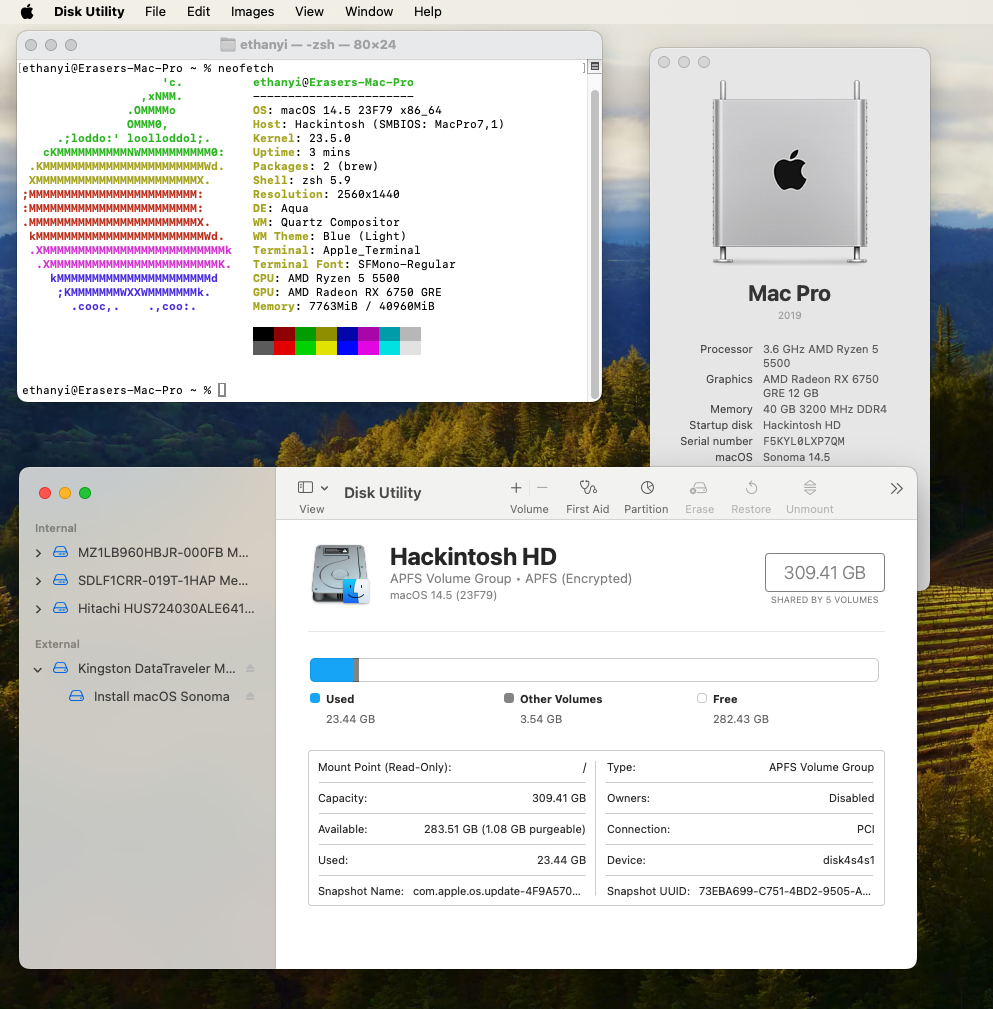 Disk Utility File Edit Images View Window Help
ethanyi — -zsh — 80×24
[ethanyi@Erasers-Mac-Pro ~ % neofetch ]
'c.
,xNMM.
.OMMMMo
OMMM0,
.;loddo:' loolloddol;.
cKMMMMMMMMMMNWMMMMMMMMMM0:
.KMMMMMMMMMMMMMMMMMMMMMMMWd.
XMMMMMMMMMMMMMMMMMMMMMMMX.
;MMMMMMMMMMMMMMMMMMMMMMMM:
:MMMMMMMMMMMMMMMMMMMMMMMM:
.MMMMMMMMMMMMMMMMMMMMMMMMX.
kMMMMMMMMMMMMMMMMMMMMMMMMWd.
.XMMMMMMMMMMMMMMMMMMMMMMMMMMk
.XMMMMMMMMMMMMMMMMMMMMMMMMK.
kMMMMMMMMMMMMMMMMMMMMMMd
;KMMMMMMMWXXWMMMMMMMk.
.cooc,. .,coo:.
ethanyi@Erasers-Mac-Pro
-----------------------
OS: macOS 14.5 23F79 x86_64
Host: Hackintosh (SMBIOS: MacPro7,1)
Kernel: 23.5.0
Uptime: 3 mins
Packages: 2 (brew)
Shell: zsh 5.9
Resolution: 2560x1440
DE: Aqua
WM: Quartz Compositor
WM Theme: Blue (Light)
Terminal: Apple_Terminal
Terminal Font: SFMono-Regular
CPU: AMD Ryzen 5 5500
GPU: AMD Radeon RX 6750 GRE
Memory: 7763MiB / 40960MiB
ethanyi@Erasers-Mac-Pro ~ %
Mac Pro
2019
Processor 3.6 GHz AMD Ryzen 5
5500
Graphics AMD Radeon RX 6750
GRE 12 GB
Memory 40 GB 3200 MHz DDR4
Startup disk Hackintosh HD
Serial number F5KYL0LXP7QM
macOS Sonoma 14.5
Internal
MZ1LB960HBJR-000FB M...
SDLF1CRR-019T-1HAP Me...
Hitachi HUS724030ALE641...
External
Kingston DataTraveler M...
Install macOS Sonoma
View
Disk Utility
Volume First Aid Partition Erase Restore Unmount
Hackintosh HD
APFS Volume Group • APFS (Encrypted)
macOS 14.5 (23F79)
309.41 GB
SHARED BY 5 VOLUMES
Used
23.44 GB
Other Volumes
3.54 GB
Free
282.43 GB
Mount Point (Read-Only): /
Capacity: 309.41 GB
Available: 283.51 GB (1.08 GB purgeable)
Used: 23.44 GB
Snapshot Name: com.apple.os.update-4F9A570...
Type: APFS Volume Group
Owners: Disabled
Connection: PCI
Device: disk4s4s1
Snapshot UUID: 73EBA699-C751-4BD2-9505-A...